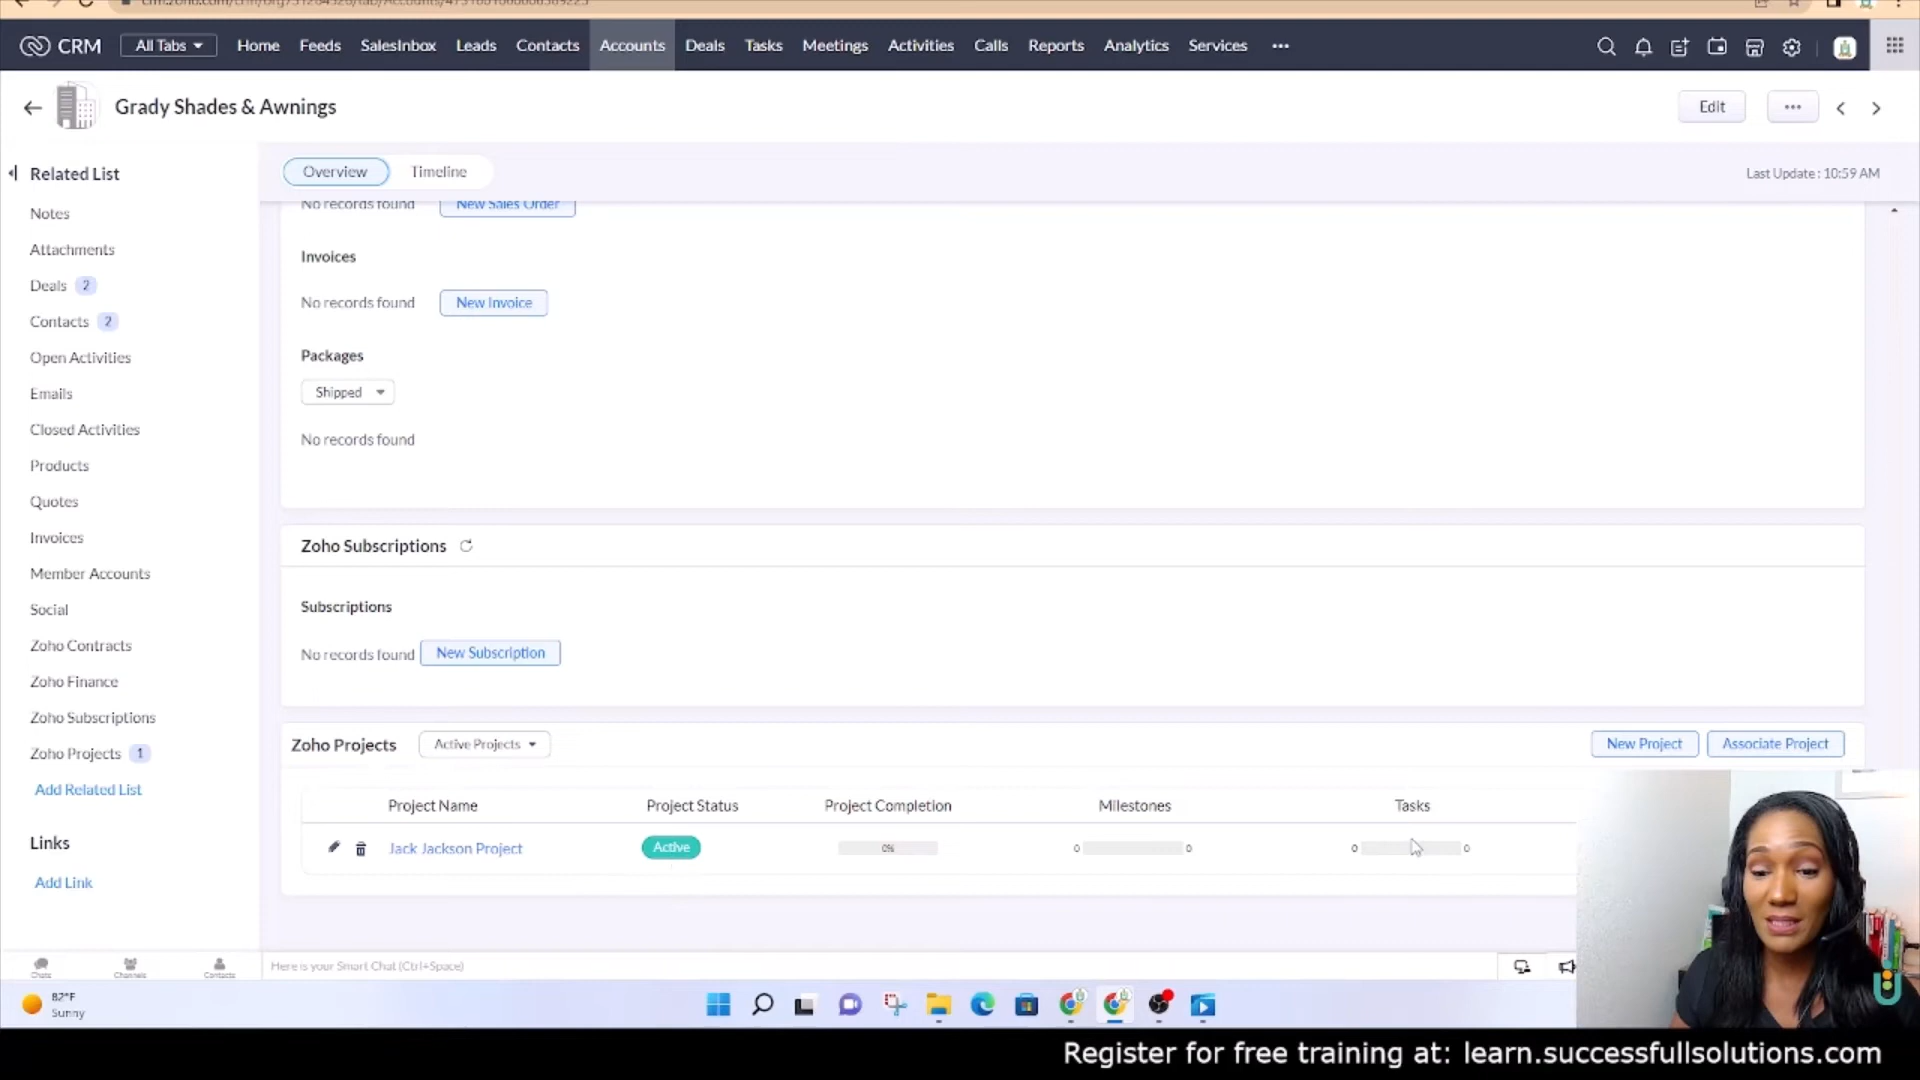 CRM
All Tabs
Home
Feeds
SalesInbox
Leads
Contacts
Accounts
Deals
Tasks
Meetings
Activities
Calls
Reports
Analytics
Services
Grady Shades & Awnings
Edit
Related List
Overview
Timeline
Last Update : 10:59 AM
Notes
Attachments
Deals 2
Contacts 2
Open Activities
Emails
Closed Activities
Products
Quotes
Invoices
Member Accounts
Social
Zoho Contracts
Zoho Finance
Zoho Subscriptions
Zoho Projects 1
Add Related List
Links
Add Link
No records found New Sales Order
Invoices
No records found New Invoice
Packages
Shipped
No records found
Zoho Subscriptions
Subscriptions
No records found New Subscription
Zoho Projects Active Projects New Project Associate Project
Project Name Project Status Project Completion Milestones Tasks
Jack Jackson Project Active 0% 0 0 0 0
Chats Channels Contacts
Here is your Smart Chat (Ctrl+Space)
82°F
Sunny
Register for free training at: learn.successfullsolutions.com